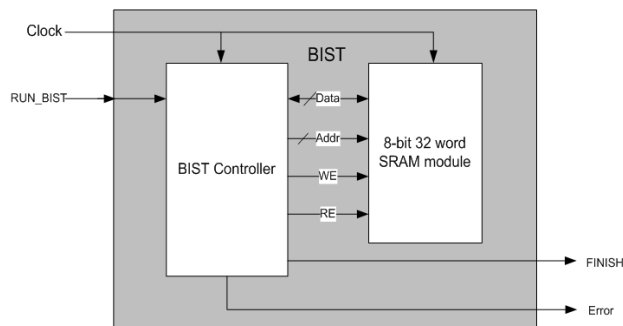 Clock
BIST
RUN_BIST
Data
Addr
8-bit 32 word
SRAM module
BIST Controller
WE
RE
FINISH
Error